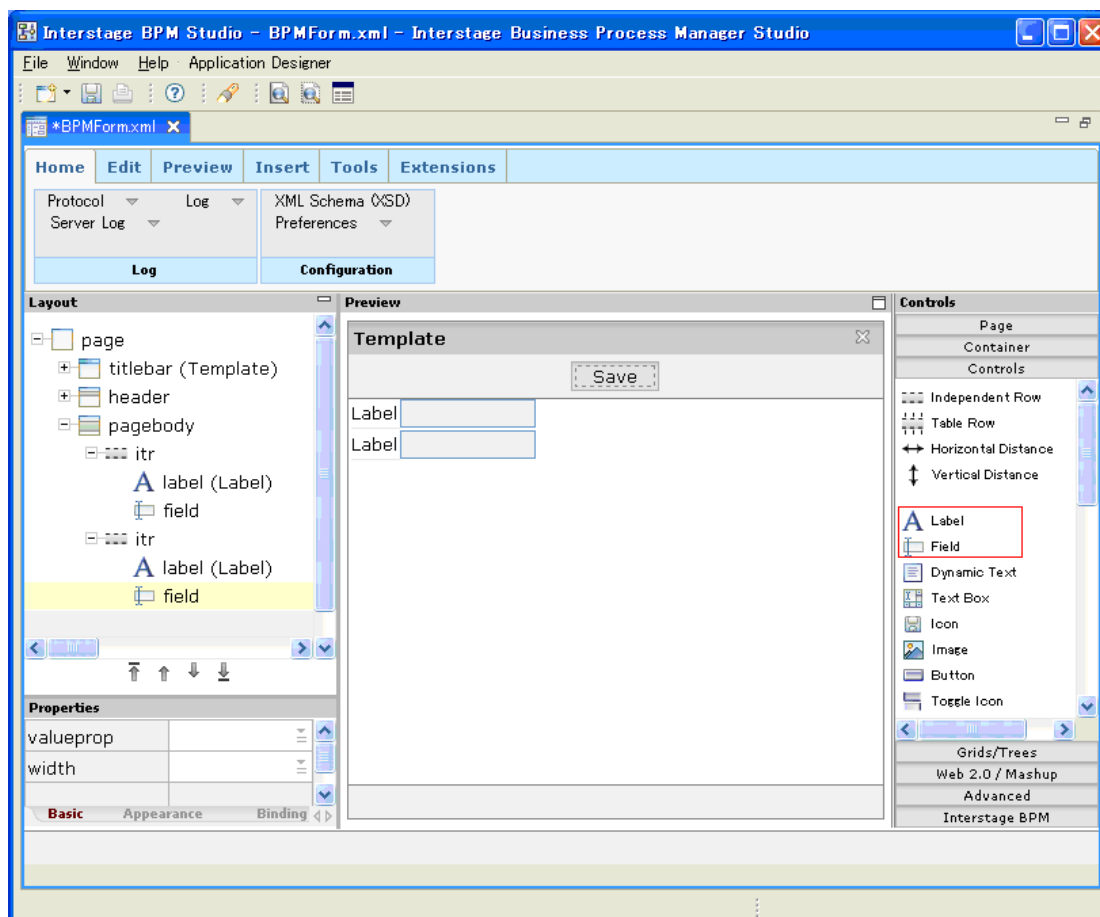 Interstage BPM Studio - BPMForm.xml - Interstage Business Process Manager Studio
File Window Help Application Designer
*BPMForm.xml
Home Edit Preview Insert Tools Extensions
Protocol Log XML Schema (XSD)
Server Log Preferences
Log Configuration
Layout
page
titlebar (Template)
header
pagebody
itr
label (Label)
field
itr
label (Label)
field
Properties
valueprop
width
Basic Appearance Binding
Preview
Template
Save
Label
Label
Controls
Page
Container
Controls
Independent Row
Table Row
Horizontal Distance
Vertical Distance
Label
Field
Dynamic Text
Text Box
Icon
Image
Button
Toggle Icon
Grids/Trees
Web 2.0 / Mashup
Advanced
Interstage BPM